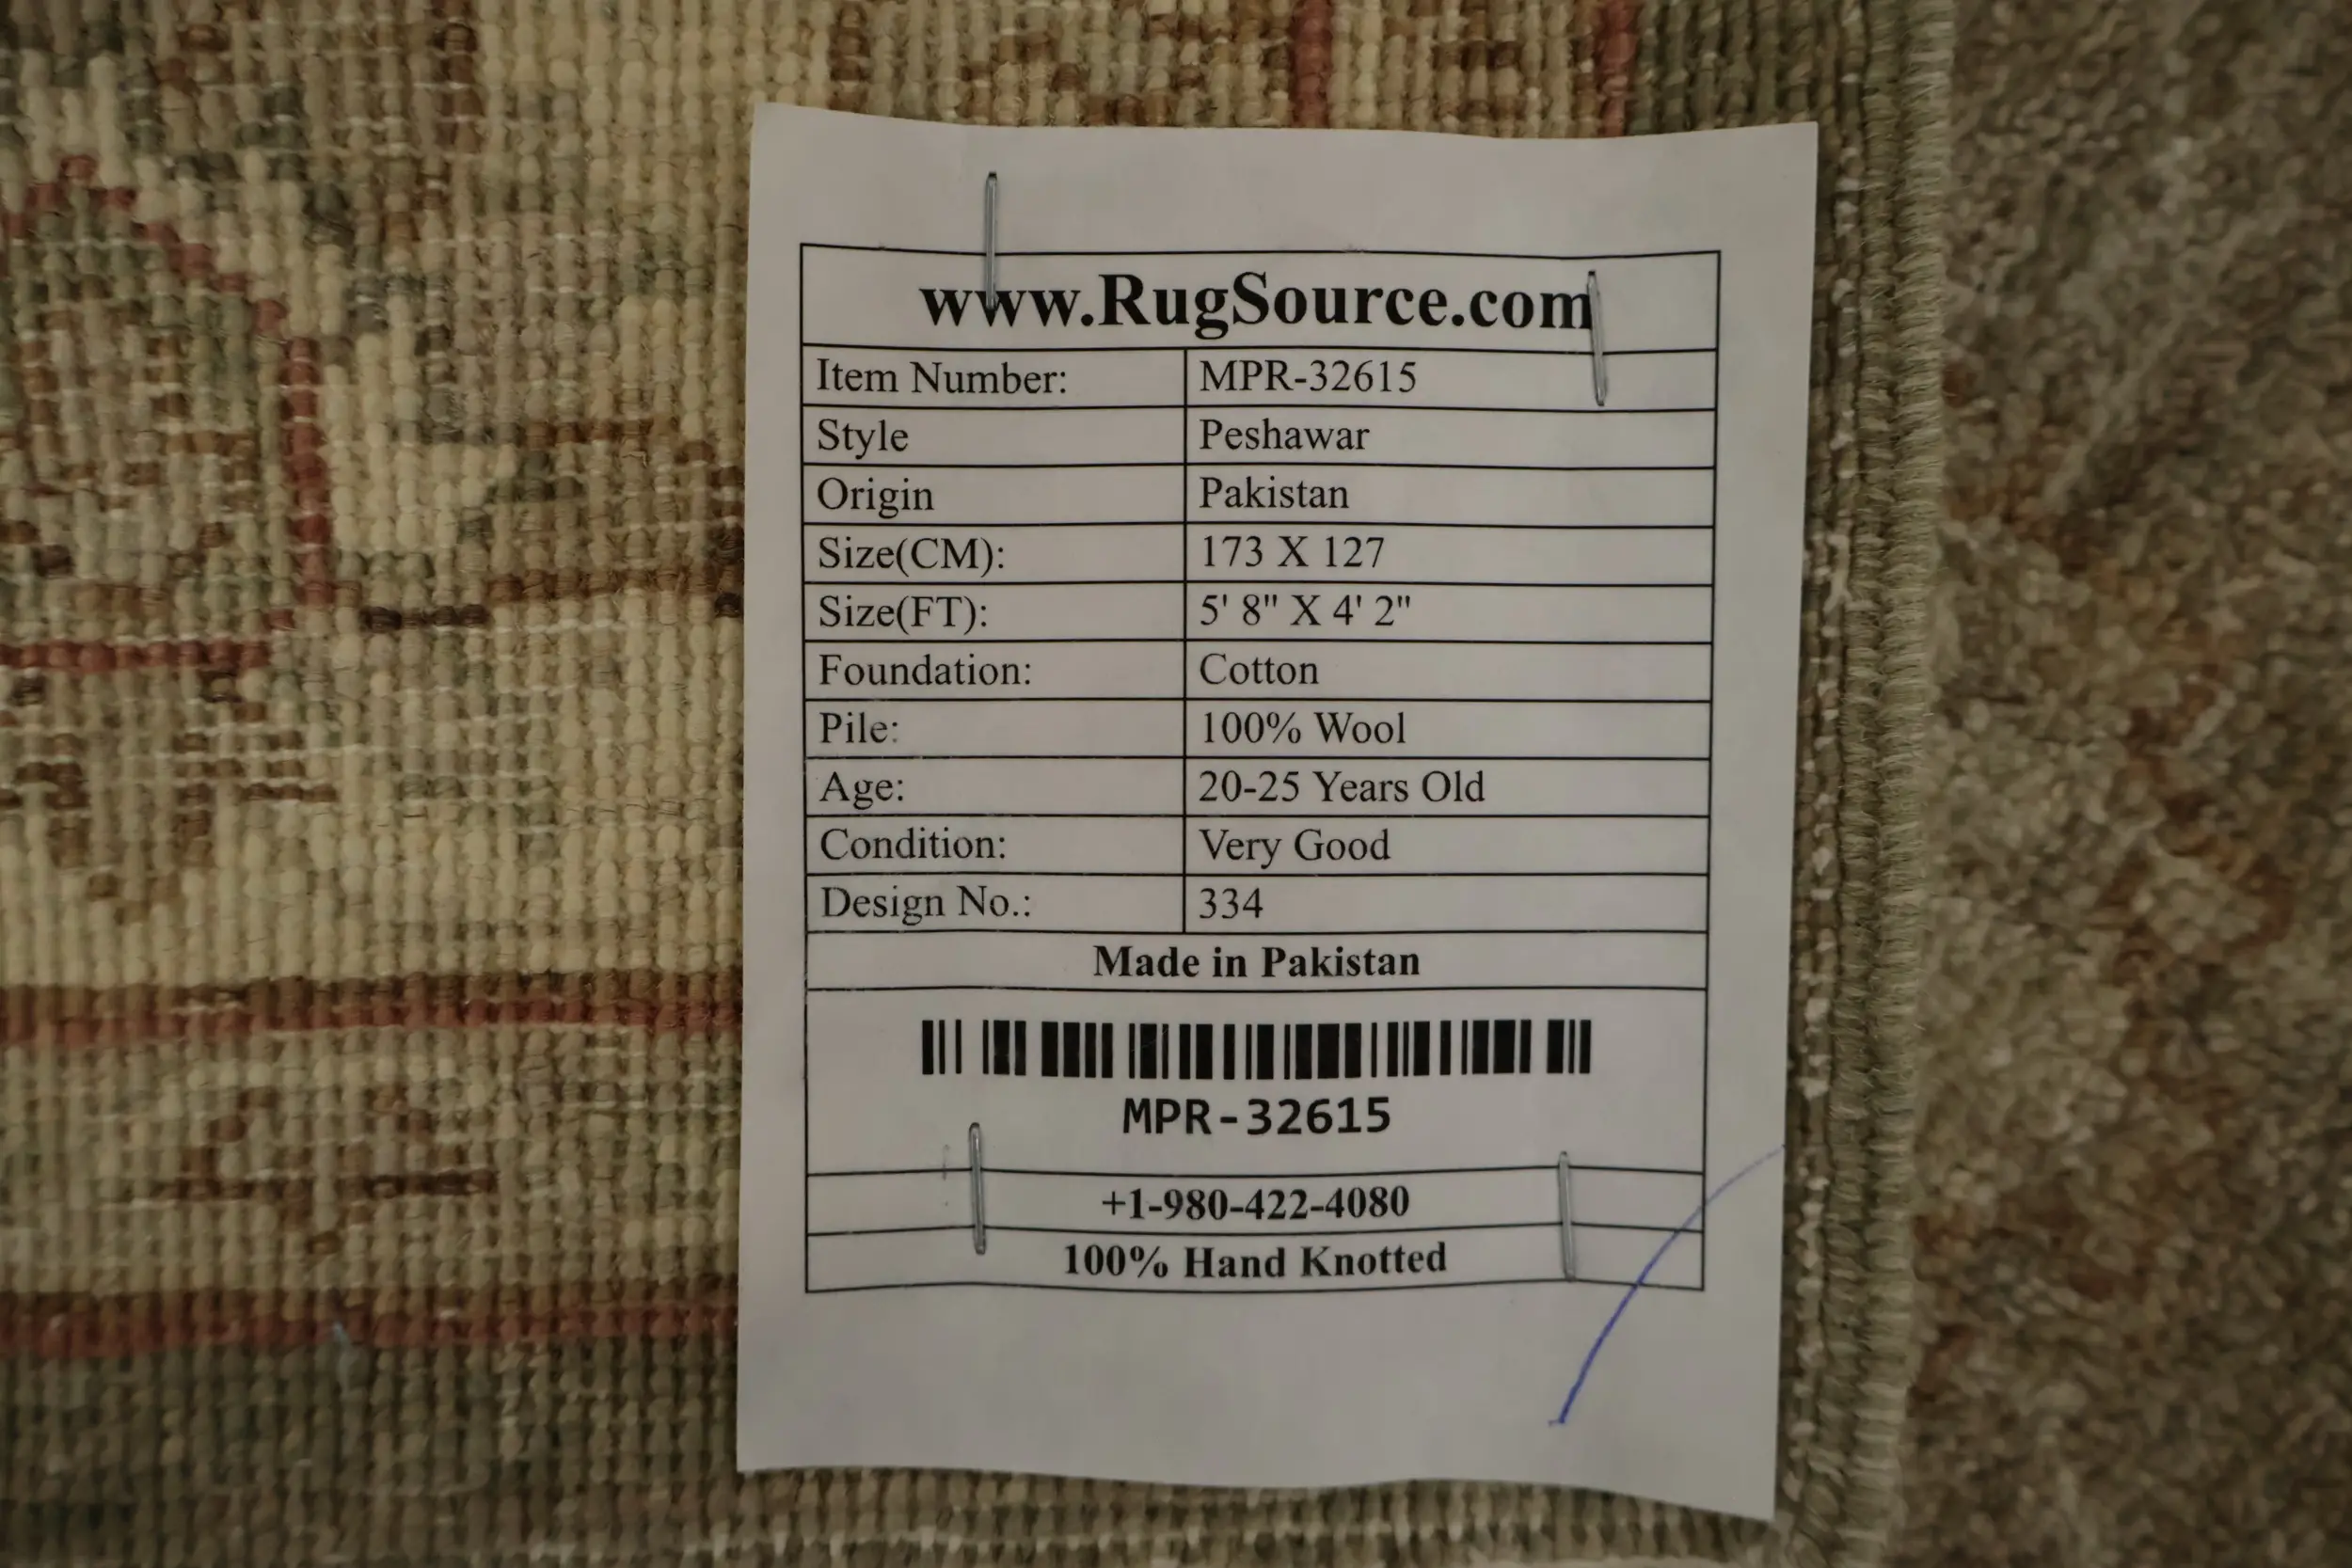 www.RugSource.com
Item Number: MPR-32615
Style Peshawar
Origin Pakistan
Size(CM): 173 X 127
Size(FT): 5' 8" X 4' 2"
Foundation: Cotton
Pile: 100% Wool
Age: 20-25 Years Old
Condition: Very Good
Design No.: 334
Made in Pakistan
MPR-32615
+1-980-422-4080
100% Hand Knotted